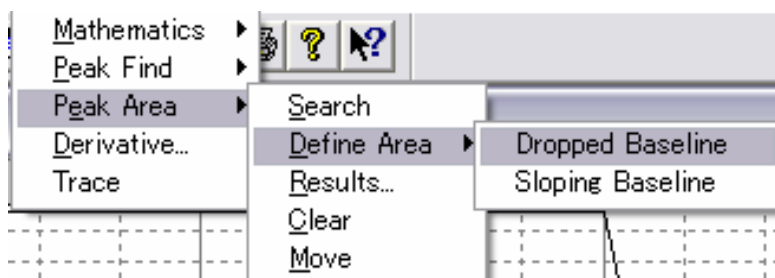 Mathematics
Peak Find
Peak Area
Derivative...
Trace
Search
Define Area
Results...
Clear
Move
Dropped Baseline
Sloping Baseline